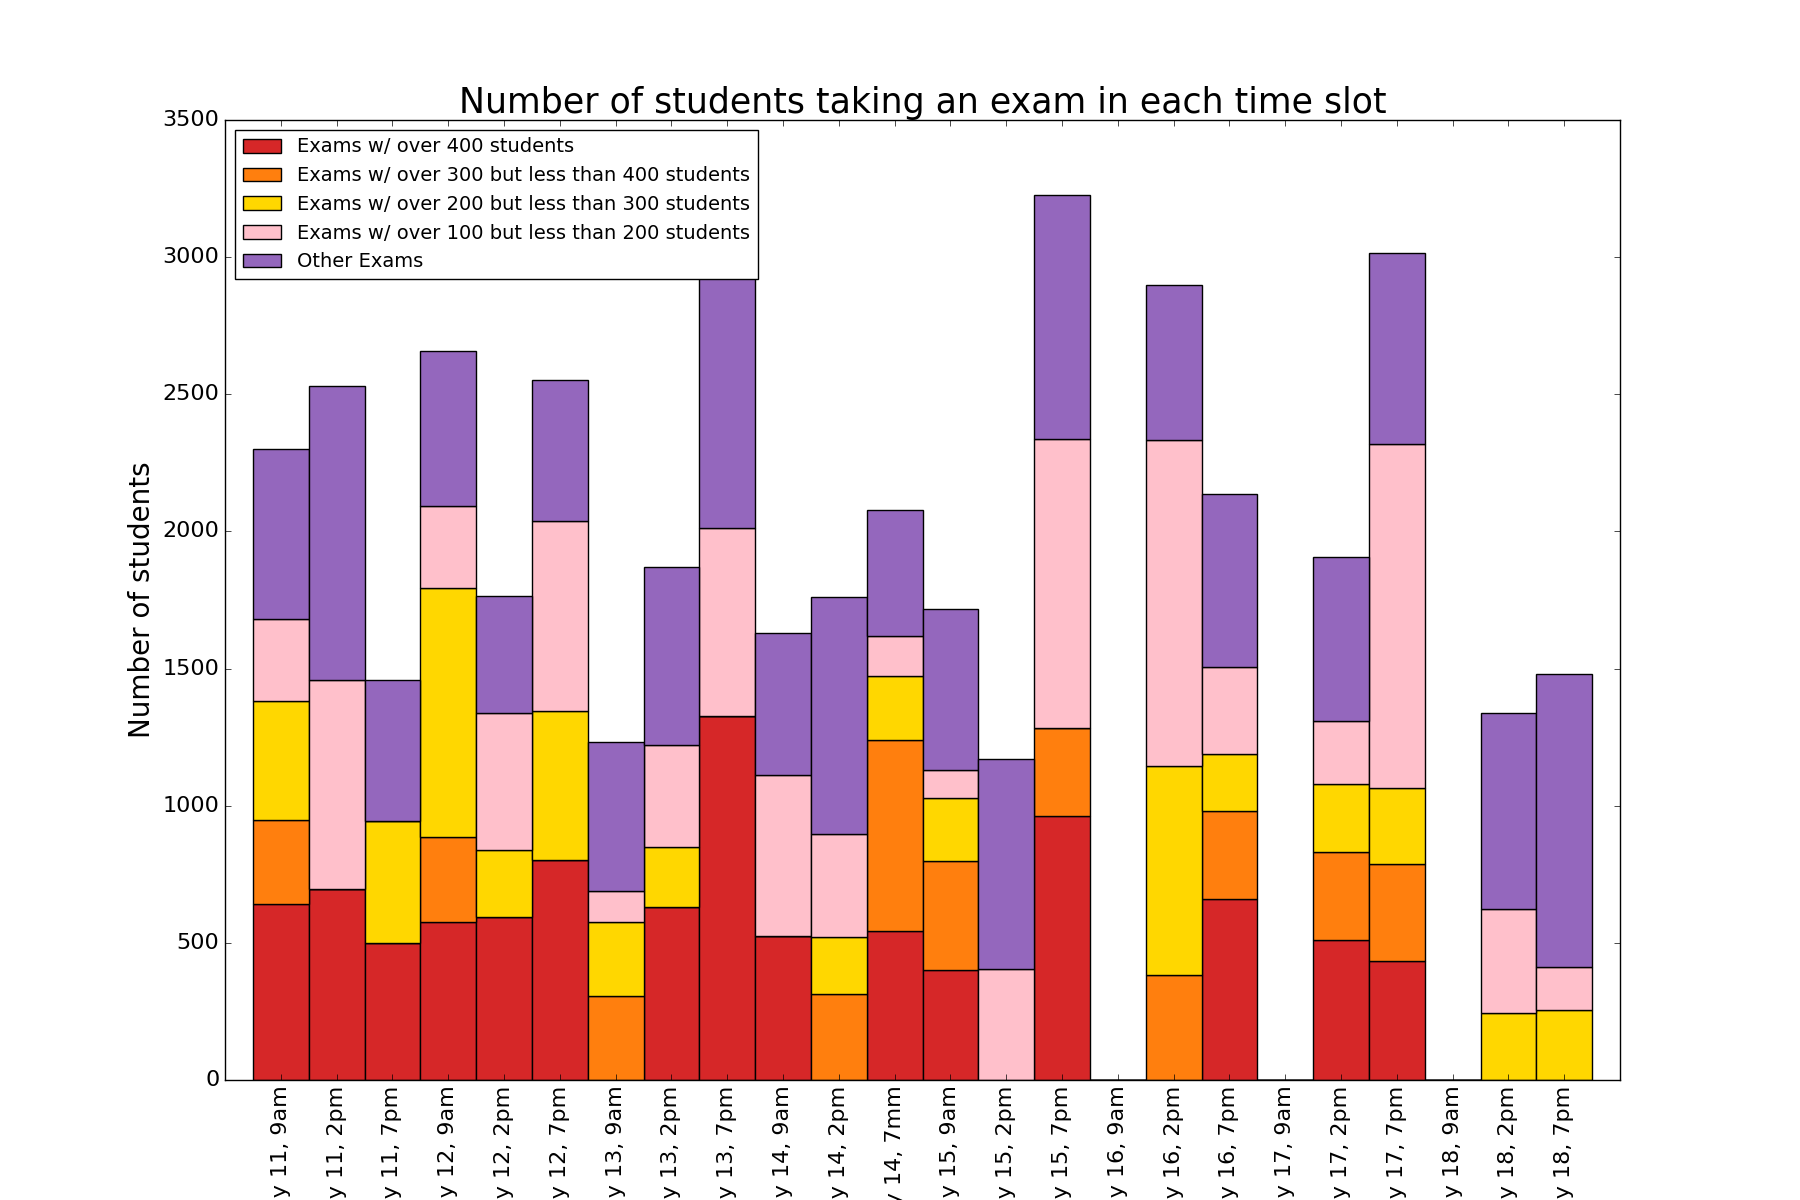 Number of students taking an exam in each time slot
Exams w/ over 400 students
Exams w/ over 300 but less than 400 students
Exams w/ over 200 but less than 300 students
Exams w/ over 100 but less than 200 students
Other Exams
3500
3000
2500
2000
1500
1000
500
0
Number of students
y 11, 9am
y 11, 2pm
y 11, 7pm
y 12, 9am
y 12, 2pm
y 12, 7pm
y 13, 9am
y 13, 2pm
y 13, 7pm
y 14, 9am
y 14, 2pm
y 14, 7mm
y 15, 9am
y 15, 2pm
y 15, 7pm
y 16, 9am
y 16, 2pm
y 16, 7pm
y 17, 9am
y 17, 2pm
y 17, 7pm
y 18, 9am
y 18, 2pm
y 18, 7pm